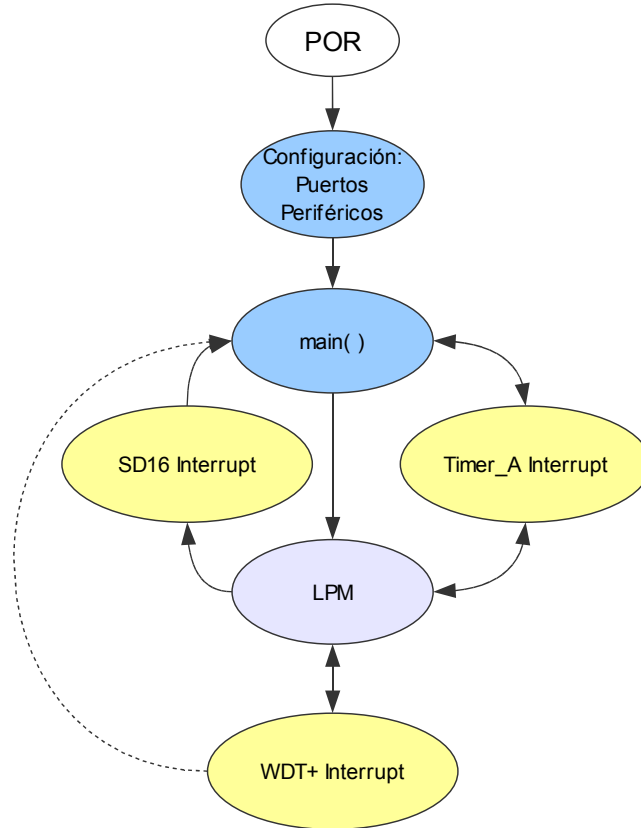 POR
Configuración:
Puertos
Periféricos
main( )
SD16 Interrupt
Timer_A Interrupt
LPM
WDT+ Interrupt